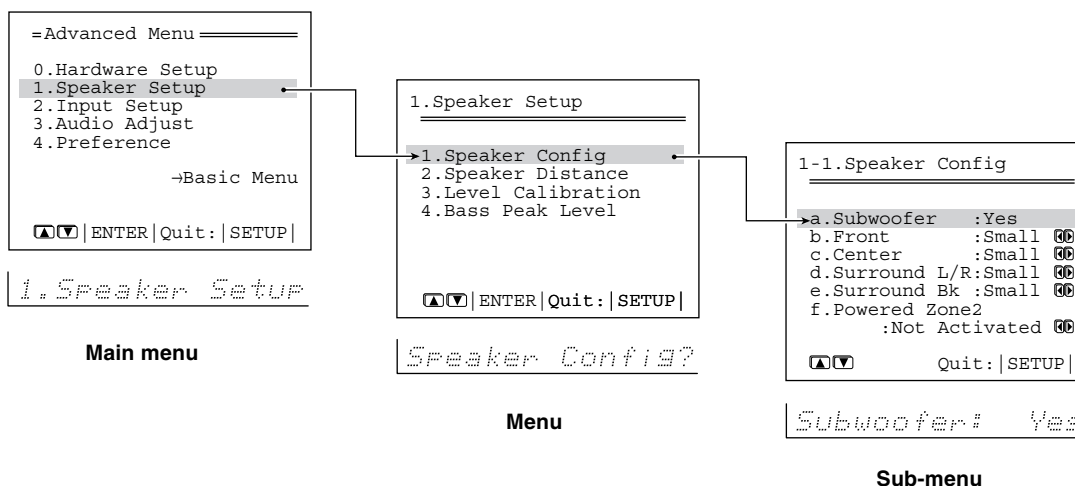 =Advanced Menu
0.Hardware Setup
1.Speaker Setup
2.Input Setup
3.Audio Adjust
4.Preference
→Basic Menu
▲▼|ENTER|Quit:|SETUP|
1.Speaker Setup
Main menu
1.Speaker Setup
1.Speaker Config
2.Speaker Distance
3.Level Calibration
4.Bass Peak Level
▲▼|ENTER|Quit:|SETUP|
Speaker Config?
Menu
1-1.Speaker Config
a.Subwoofer :Yes
b.Front :Small ◀▶
c.Center :Small ◀▶
d.Surround L/R:Small ◀▶
e.Surround Bk :Small ◀▶
f.Powered Zone2
:Not Activated ◀▶
▲▼ Quit:|SETUP|
Subwoofer: Yes
Sub-menu